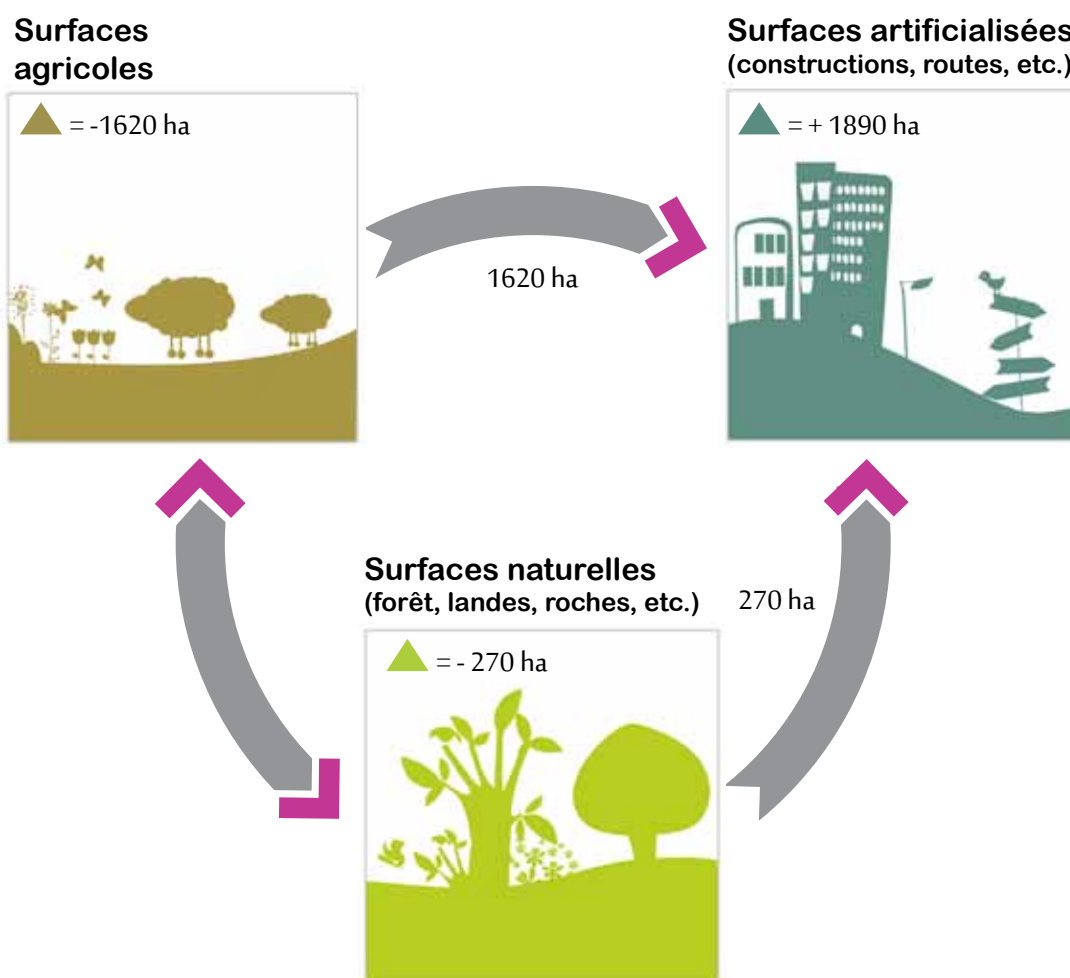 Surfaces
agricoles
= -1620 ha
Surfaces artificialisées
(constructions, routes, etc.)
= + 1890 ha
1620 ha
Surfaces naturelles
(forêt, landes, roches, etc.)
= - 270 ha
270 ha